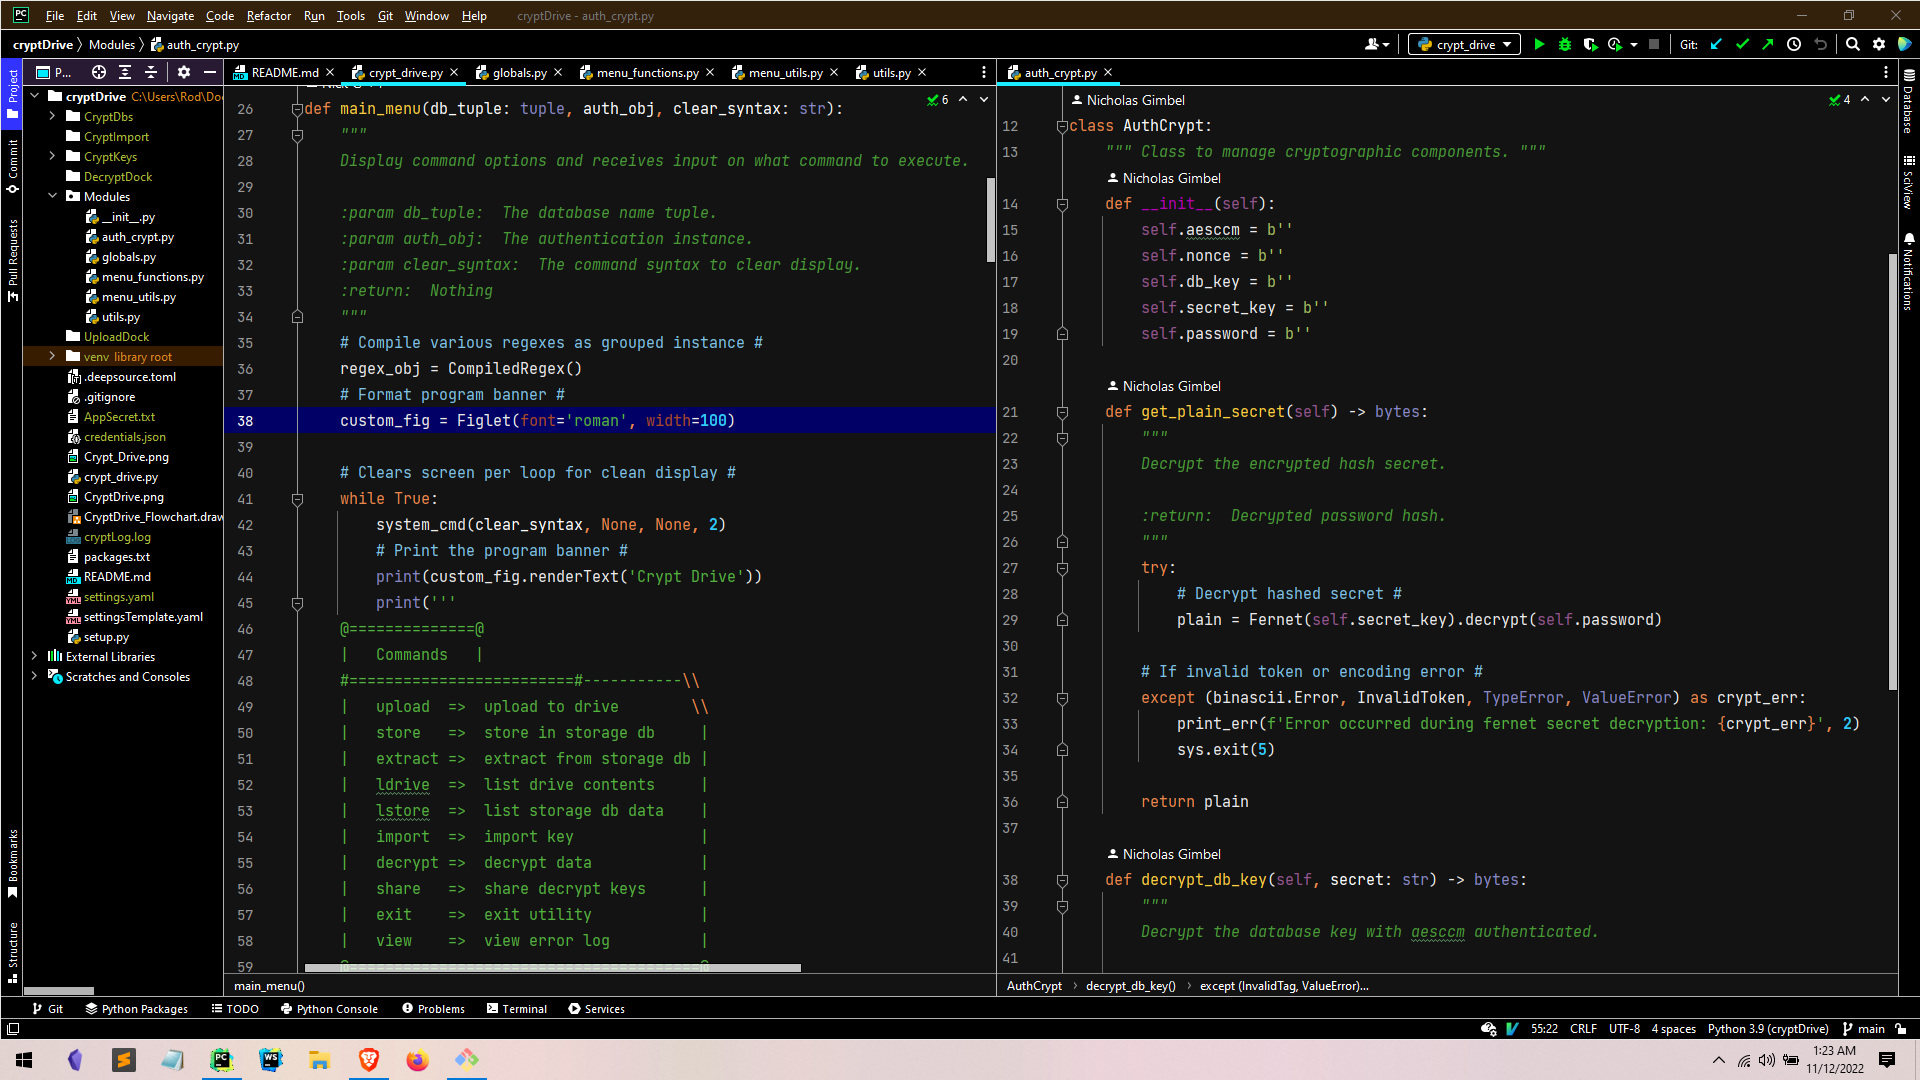 File Edit View Navigate Code Refactor Run Tools Git Window Help cryptDrive - auth_crypt.py
cryptDrive Modules auth_crypt.py
crypt_drive
Git:
P...
README.md crypt_drive.py globals.py menu_functions.py menu_utils.py utils.py
auth_crypt.py
Project
Commit
Pull Requests
Bookmarks
Structure
cryptDrive C:\Users\Rod\Do
CryptDbs
CryptImport
CryptKeys
DecryptDock
Modules
__init__.py
auth_crypt.py
globals.py
menu_functions.py
menu_utils.py
utils.py
UploadDock
venv library root
.deepsource.toml
.gitignore
AppSecret.txt
credentials.json
Crypt_Drive.png
crypt_drive.py
CryptDrive.png
CryptDrive_Flowchart.draw
cryptLog.log
packages.txt
README.md
settings.yaml
settingsTemplate.yaml
setup.py
External Libraries
Scratches and Consoles
6
26 def main_menu(db_tuple: tuple, auth_obj, clear_syntax: str):
27 """
28 Display command options and receives input on what command to execute.
29
30 :param db_tuple:  The database name tuple.
31 :param auth_obj:  The authentication instance.
32 :param clear_syntax:  The command syntax to clear display.
33 :return:  Nothing
34 """
35 # Compile various regexes as grouped instance #
36 regex_obj = CompiledRegex()
37 # Format program banner #
38 custom_fig = Figlet(font='roman', width=100)
39
40 # Clears screen per loop for clean display #
41 while True:
42 system_cmd(clear_syntax, None, None, 2)
43 # Print the program banner #
44 print(custom_fig.renderText('Crypt Drive'))
45 print('''
46 @==============@
47 |   Commands   |
48 #=========================#-----------\\
49 |   upload  =>  upload to drive        \\
50 |   store   =>  store in storage db     |
51 |   extract =>  extract from storage db |
52 |   ldrive  =>  list drive contents     |
53 |   lstore  =>  list storage db data    |
54 |   import  =>  import key              |
55 |   decrypt =>  decrypt data            |
56 |   share   =>  share decrypt keys      |
57 |   exit    =>  exit utility            |
58 |   view    =>  view error log          |
59
main_menu()
4
Nicholas Gimbel
12 class AuthCrypt:
13 """ Class to manage cryptographic components. """
Nicholas Gimbel
14 def __init__(self):
15 self.aesccm = b''
16 self.nonce = b''
17 self.db_key = b''
18 self.secret_key = b''
19 self.password = b''
20
Nicholas Gimbel
21 def get_plain_secret(self) -> bytes:
22 """
23 Decrypt the encrypted hash secret.
24
25 :return:  Decrypted password hash.
26 """
27 try:
28 # Decrypt hashed secret #
29 plain = Fernet(self.secret_key).decrypt(self.password)
30
31 # If invalid token or encoding error #
32 except (binascii.Error, InvalidToken, TypeError, ValueError) as crypt_err:
33 print_err(f'Error occurred during fernet secret decryption: {crypt_err}', 2)
34 sys.exit(5)
35
36 return plain
37
Nicholas Gimbel
38 def decrypt_db_key(self, secret: str) -> bytes:
39 """
40 Decrypt the database key with aesccm authenticated.
41
AuthCrypt decrypt_db_key() except (InvalidTag, ValueError)...
Database
SciView
Notifications
Git Python Packages TODO Python Console Problems Terminal Services
55:22 CRLF UTF-8 4 spaces Python 3.9 (cryptDrive) main
1:23 AM
11/12/2022